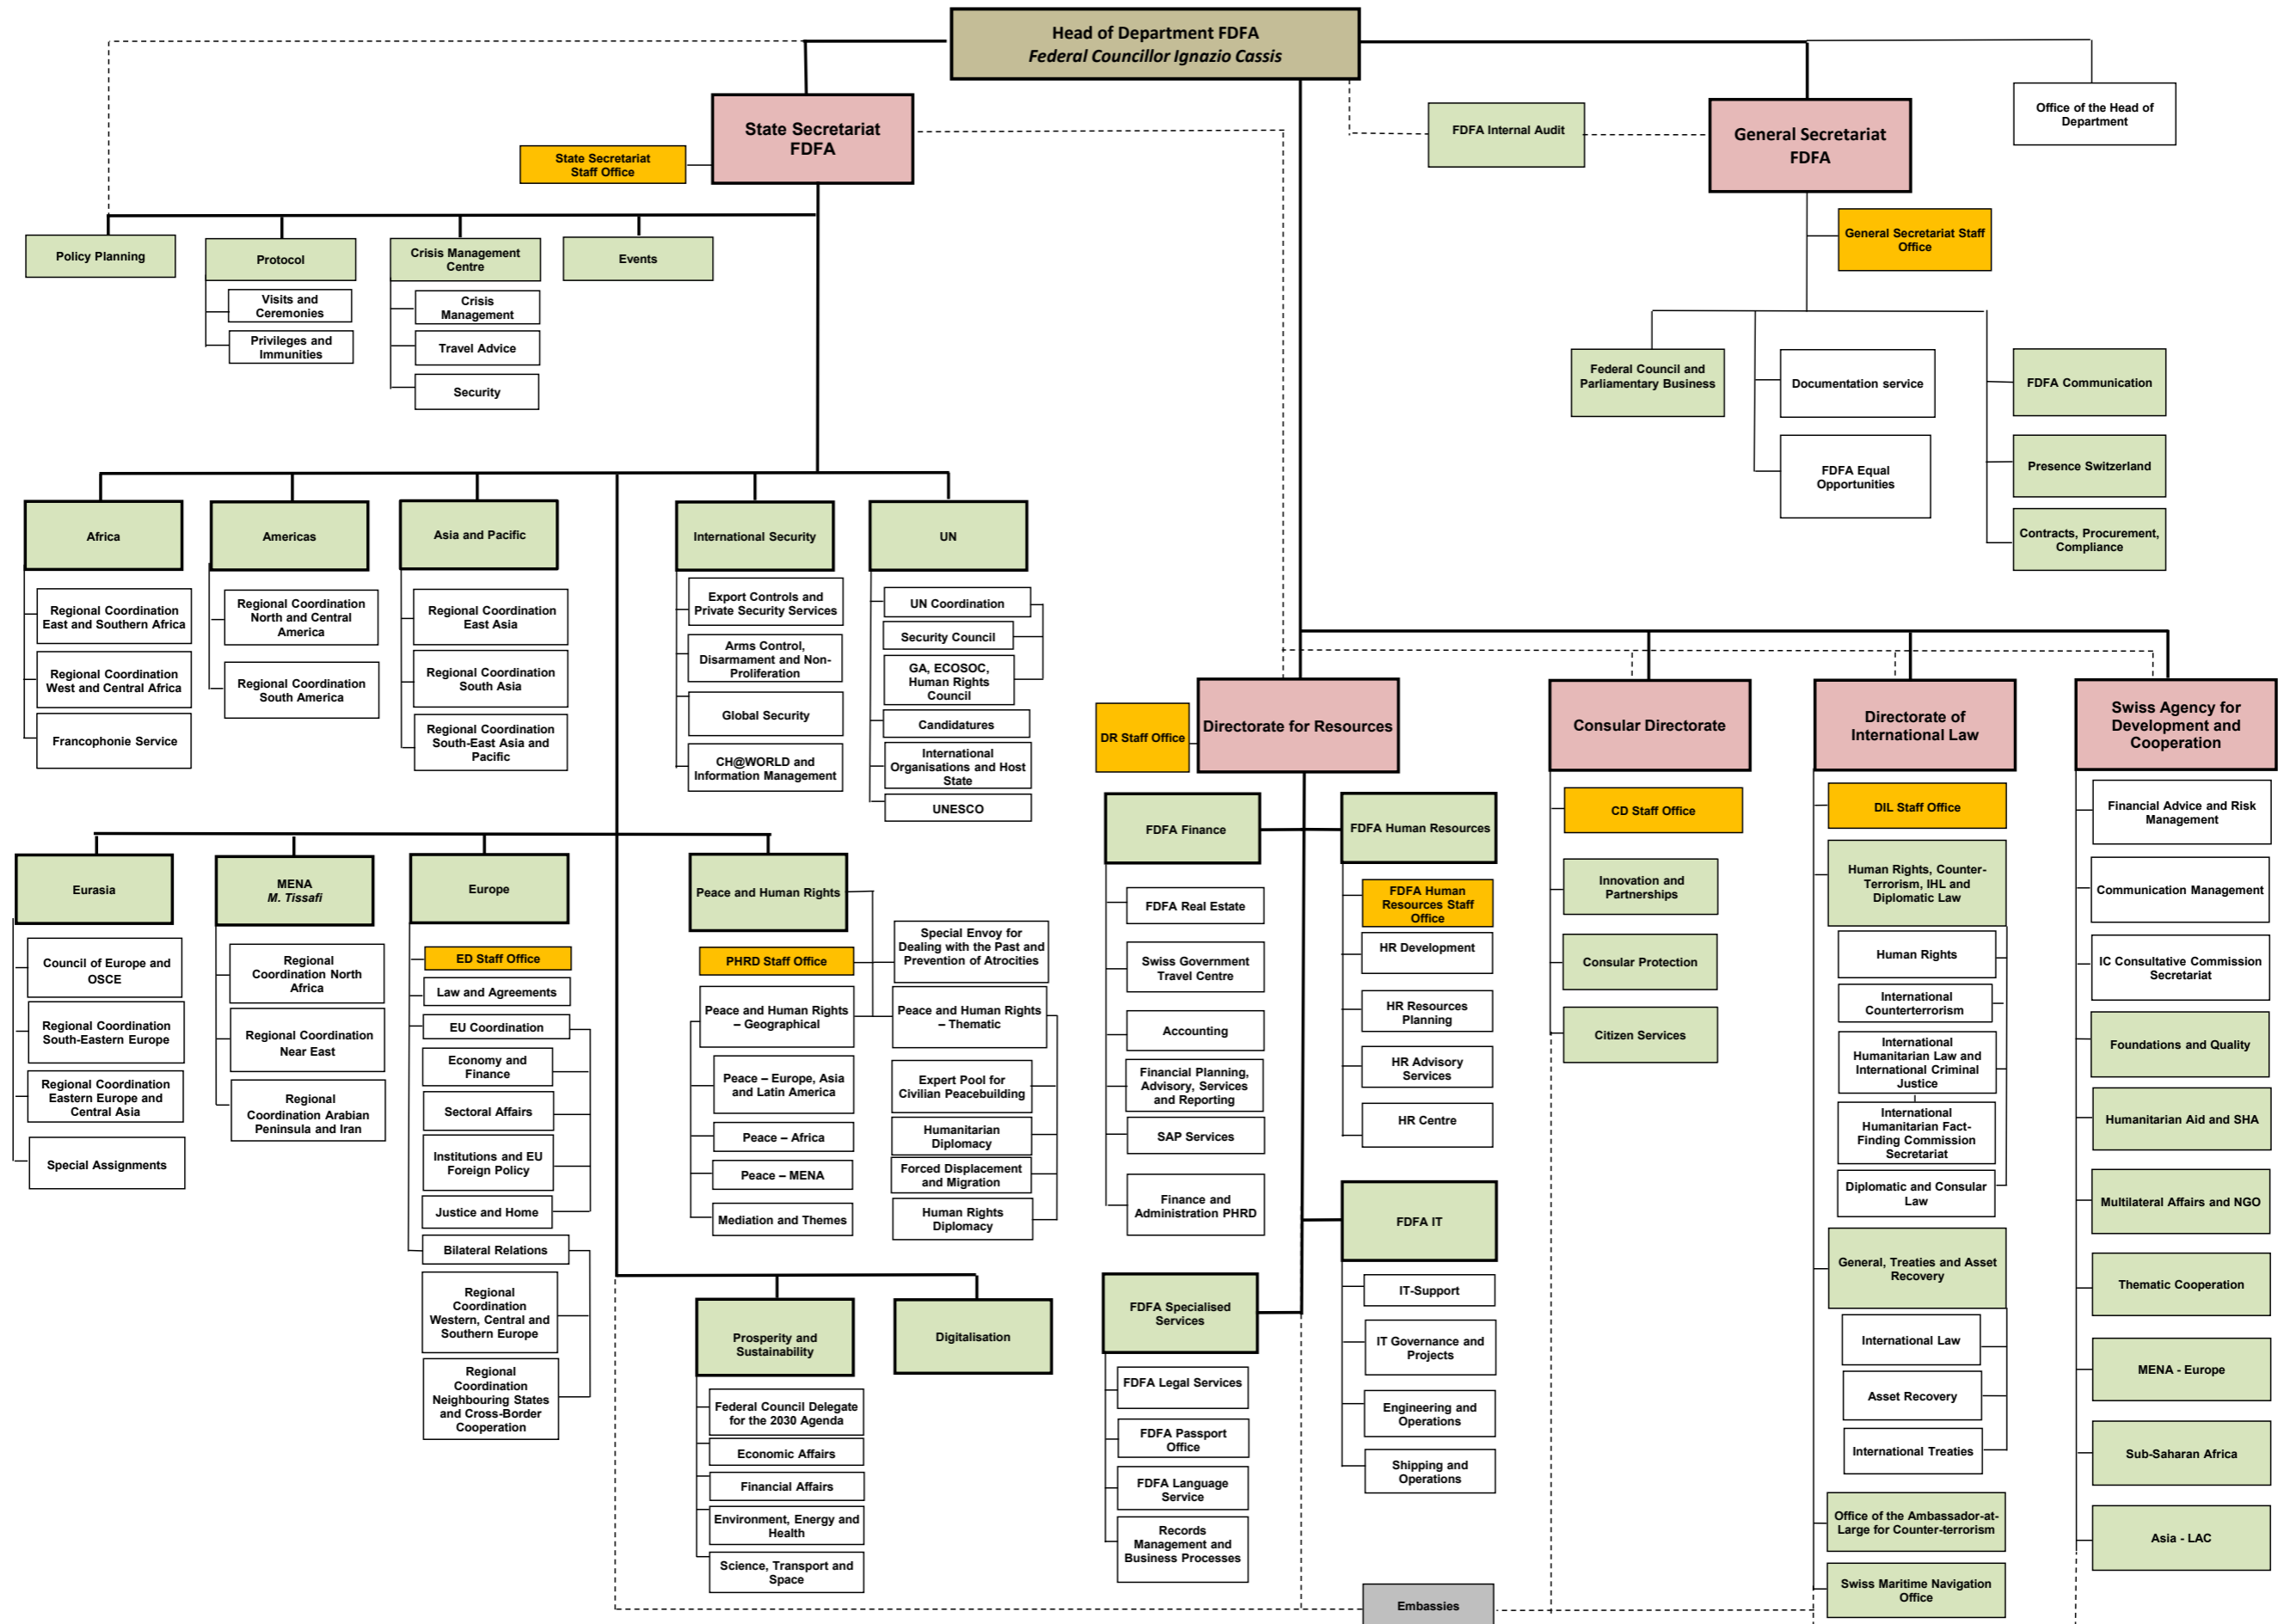 Head of Department FDFA
Federal Councillor Ignazio Cassis
State Secretariat
FDFA
State Secretariat
Staff Office
FDFA Internal Audit
General Secretariat
FDFA
Office of the Head of
Department
General Secretariat Staff
Office
Policy Planning
Protocol
Visits and
Ceremonies
Privileges and
Immunities
Crisis Management
Centre
Crisis
Management
Travel Advice
Security
Events
Federal Council and
Parliamentary Business
Documentation service
FDFA Equal
Opportunities
FDFA Communication
Presence Switzerland
Contracts, Procurement,
Compliance
Africa
Regional Coordination
East and Southern Africa
Regional Coordination
West and Central Africa
Francophonie Service
Americas
Regional Coordination
North and Central
America
Regional Coordination
South America
Asia and Pacific
Regional Coordination
East Asia
Regional Coordination
South Asia
Regional Coordination
South-East Asia and
Pacific
International Security
Export Controls and
Private Security Services
Arms Control,
Disarmament and Non-
Proliferation
Global Security
CH@WORLD and
Information Management
UN
UN Coordination
Security Council
GA, ECOSOC,
Human Rights
Council
Candidatures
International
Organisations and Host
State
UNESCO
Eurasia
Council of Europe and
OSCE
Regional Coordination
South-Eastern Europe
Regional Coordination
Eastern Europe and
Central Asia
Special Assignments
MENA
M. Tissafi
Regional
Coordination North
Africa
Regional Coordination
Near East
Regional
Coordination Arabian
Peninsula and Iran
Europe
ED Staff Office
Law and Agreements
EU Coordination
Economy and
Finance
Sectoral Affairs
Institutions and EU
Foreign Policy
Justice and Home
Bilateral Relations
Regional
Coordination
Western, Central and
Southern Europe
Regional
Coordination
Neighbouring States
and Cross-Border
Cooperation
Peace and Human Rights
PHRD Staff Office
Special Envoy for
Dealing with the Past and
Prevention of Atrocities
Peace and Human Rights
– Geographical
Peace – Europe, Asia
and Latin America
Peace – Africa
Peace – MENA
Mediation and Themes
Peace and Human Rights
– Thematic
Expert Pool for
Civilian Peacebuilding
Humanitarian
Diplomacy
Forced Displacement
and Migration
Human Rights
Diplomacy
Prosperity and
Sustainability
Federal Council Delegate
for the 2030 Agenda
Economic Affairs
Financial Affairs
Environment, Energy and
Health
Science, Transport and
Space
Digitalisation
DR Staff Office
Directorate for Resources
FDFA Finance
FDFA Real Estate
Swiss Government
Travel Centre
Accounting
Financial Planning,
Advisory, Services
and Reporting
SAP Services
Finance and
Administration PHRD
FDFA Human Resources
FDFA Human
Resources Staff
Office
HR Development
HR Resources
Planning
HR Advisory
Services
HR Centre
FDFA IT
IT-Support
IT Governance and
Projects
Engineering and
Operations
Shipping and
Operations
FDFA Specialised
Services
FDFA Legal Services
FDFA Passport
Office
FDFA Language
Service
Records
Management and
Business Processes
Consular Directorate
CD Staff Office
Innovation and
Partnerships
Consular Protection
Citizen Services
Directorate of
International Law
DIL Staff Office
Human Rights, Counter-
Terrorism, IHL and
Diplomatic Law
Human Rights
International
Counterterrorism
International
Humanitarian Law and
International Criminal
Justice
International
Humanitarian Fact-
Finding Commission
Secretariat
Diplomatic and Consular
Law
General, Treaties and Asset
Recovery
International Law
Asset Recovery
International Treaties
Office of the Ambassador-at-
Large for Counter-terrorism
Swiss Maritime Navigation
Office
Swiss Agency for
Development and
Cooperation
Financial Advice and Risk
Management
Communication Management
IC Consultative Commission
Secretariat
Foundations and Quality
Humanitarian Aid and SHA
Multilateral Affairs and NGO
Thematic Cooperation
MENA - Europe
Sub-Saharan Africa
Asia - LAC
Embassies